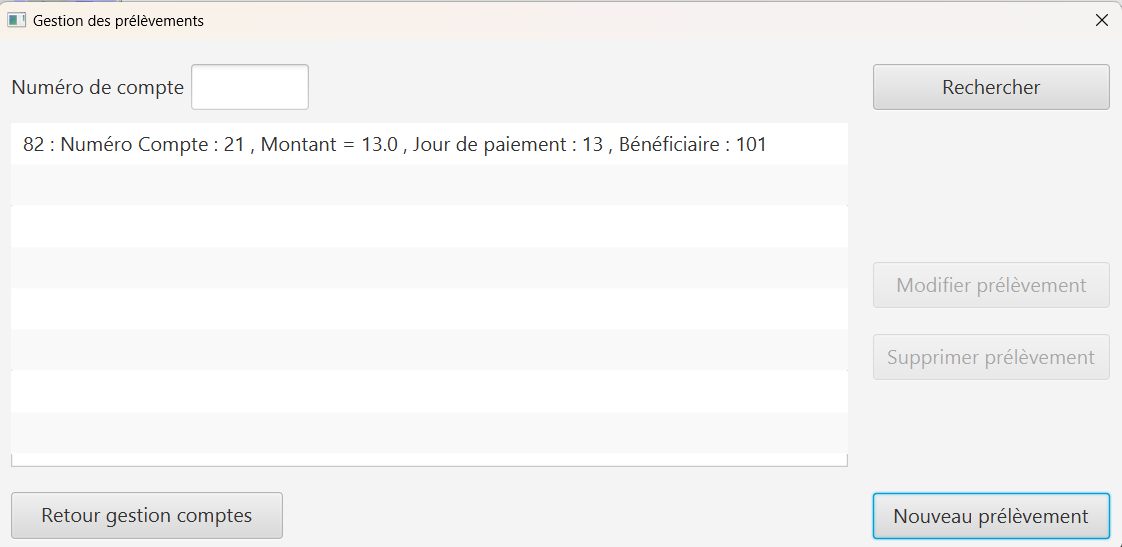 Gestion des prélèvements
Numéro de compte
Rechercher
82 : Numéro Compte : 21 , Montant = 13.0 , Jour de paiement : 13 , Bénéficiaire : 101
Modifier prélèvement
Supprimer prélèvement
Retour gestion comptes
Nouveau prélèvement